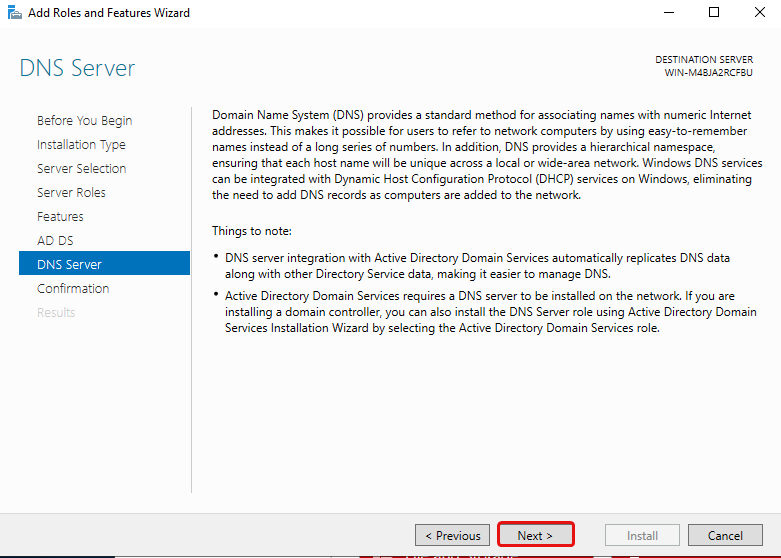 Add Roles and Features Wizard
DNS Server
DESTINATION SERVER
WIN-M4BJA2RCFBU
Before You Begin
Installation Type
Server Selection
Server Roles
Features
AD DS
DNS Server
Confirmation
Results
Domain Name System (DNS) provides a standard method for associating names with numeric Internet
addresses. This makes it possible for users to refer to network computers by using easy-to-remember
names instead of a long series of numbers. In addition, DNS provides a hierarchical namespace,
ensuring that each host name will be unique across a local or wide-area network. Windows DNS services
can be integrated with Dynamic Host Configuration Protocol (DHCP) services on Windows, eliminating
the need to add DNS records as computers are added to the network.
Things to note:
• DNS server integration with Active Directory Domain Services automatically replicates DNS data
along with other Directory Service data, making it easier to manage DNS.
• Active Directory Domain Services requires a DNS server to be installed on the network. If you are
installing a domain controller, you can also install the DNS Server role using Active Directory Domain
Services Installation Wizard by selecting the Active Directory Domain Services role.
< Previous
Next >
Install
Cancel